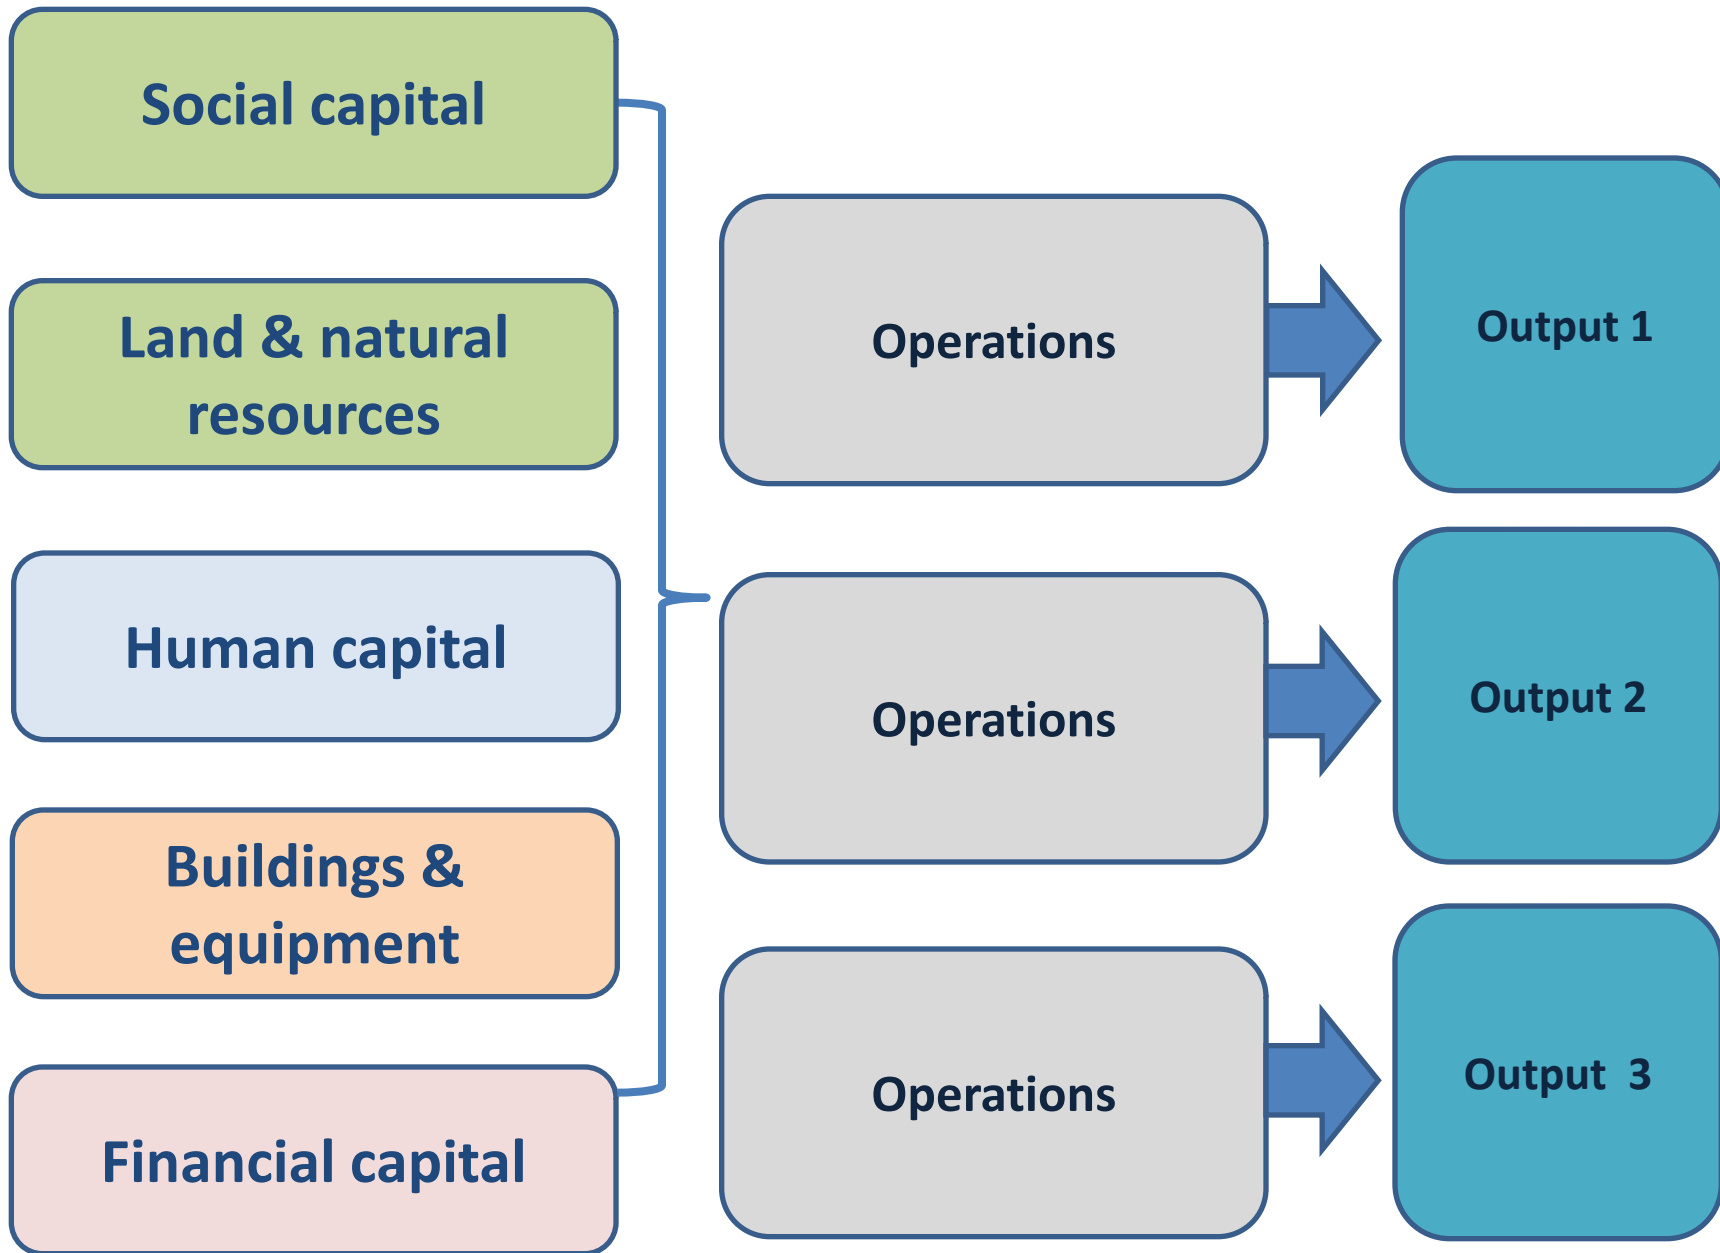 Social capital
Land & natural
resources
Human capital
Buildings &
equipment
Financial capital
Operations
Operations
Operations
Output 1
Output 2
Output  3